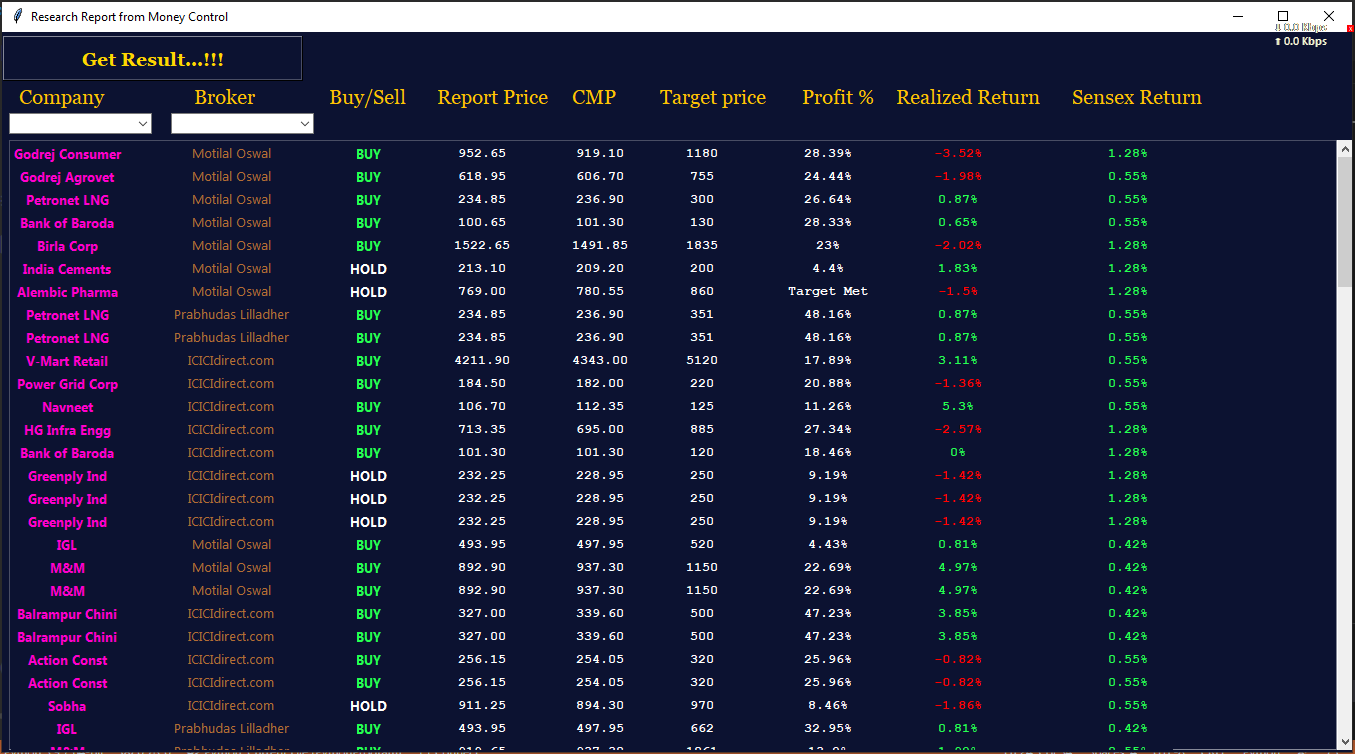 Research Report from Money Control
0.0 Kbps
Get Result...!!!
Company Broker Buy/Sell Report Price CMP Target price Profit % Realized Return Sensex Return
Godrej Consumer Motilal Oswal BUY 952.65 919.10 1180 28.39% -3.52% 1.28%
Godrej Agrovet Motilal Oswal BUY 618.95 606.70 755 24.44% -1.98% 0.55%
Petronet LNG Motilal Oswal BUY 234.85 236.90 300 26.64% 0.87% 0.55%
Bank of Baroda Motilal Oswal BUY 100.65 101.30 130 28.33% 0.65% 0.55%
Birla Corp Motilal Oswal BUY 1522.65 1491.85 1835 23% -2.02% 1.28%
India Cements Motilal Oswal HOLD 213.10 209.20 200 4.4% 1.83% 1.28%
Alembic Pharma Motilal Oswal HOLD 769.00 780.55 860 Target Met -1.5% 1.28%
Petronet LNG Prabhudas Lilladher BUY 234.85 236.90 351 48.16% 0.87% 0.55%
Petronet LNG Prabhudas Lilladher BUY 234.85 236.90 351 48.16% 0.87% 0.55%
V-Mart Retail ICICIdirect.com BUY 4211.90 4343.00 5120 17.89% 3.11% 0.55%
Power Grid Corp ICICIdirect.com BUY 184.50 182.00 220 20.88% -1.36% 0.55%
Navneet ICICIdirect.com BUY 106.70 112.35 125 11.26% 5.3% 0.55%
HG Infra Engg ICICIdirect.com BUY 713.35 695.00 885 27.34% -2.57% 1.28%
Bank of Baroda ICICIdirect.com BUY 101.30 101.30 120 18.46% 0% 1.28%
Greenply Ind ICICIdirect.com HOLD 232.25 228.95 250 9.19% -1.42% 1.28%
Greenply Ind ICICIdirect.com HOLD 232.25 228.95 250 9.19% -1.42% 1.28%
Greenply Ind ICICIdirect.com HOLD 232.25 228.95 250 9.19% -1.42% 1.28%
IGL Motilal Oswal BUY 493.95 497.95 520 4.43% 0.81% 0.42%
M&M Motilal Oswal BUY 892.90 937.30 1150 22.69% 4.97% 0.42%
M&M Motilal Oswal BUY 892.90 937.30 1150 22.69% 4.97% 0.42%
Balrampur Chini ICICIdirect.com BUY 327.00 339.60 500 47.23% 3.85% 0.42%
Balrampur Chini ICICIdirect.com BUY 327.00 339.60 500 47.23% 3.85% 0.42%
Action Const ICICIdirect.com BUY 256.15 254.05 320 25.96% -0.82% 0.55%
Action Const ICICIdirect.com BUY 256.15 254.05 320 25.96% -0.82% 0.55%
Sobha ICICIdirect.com HOLD 911.25 894.30 970 8.46% -1.86% 0.55%
IGL Prabhudas Lilladher BUY 493.95 497.95 662 32.95% 0.81% 0.42%